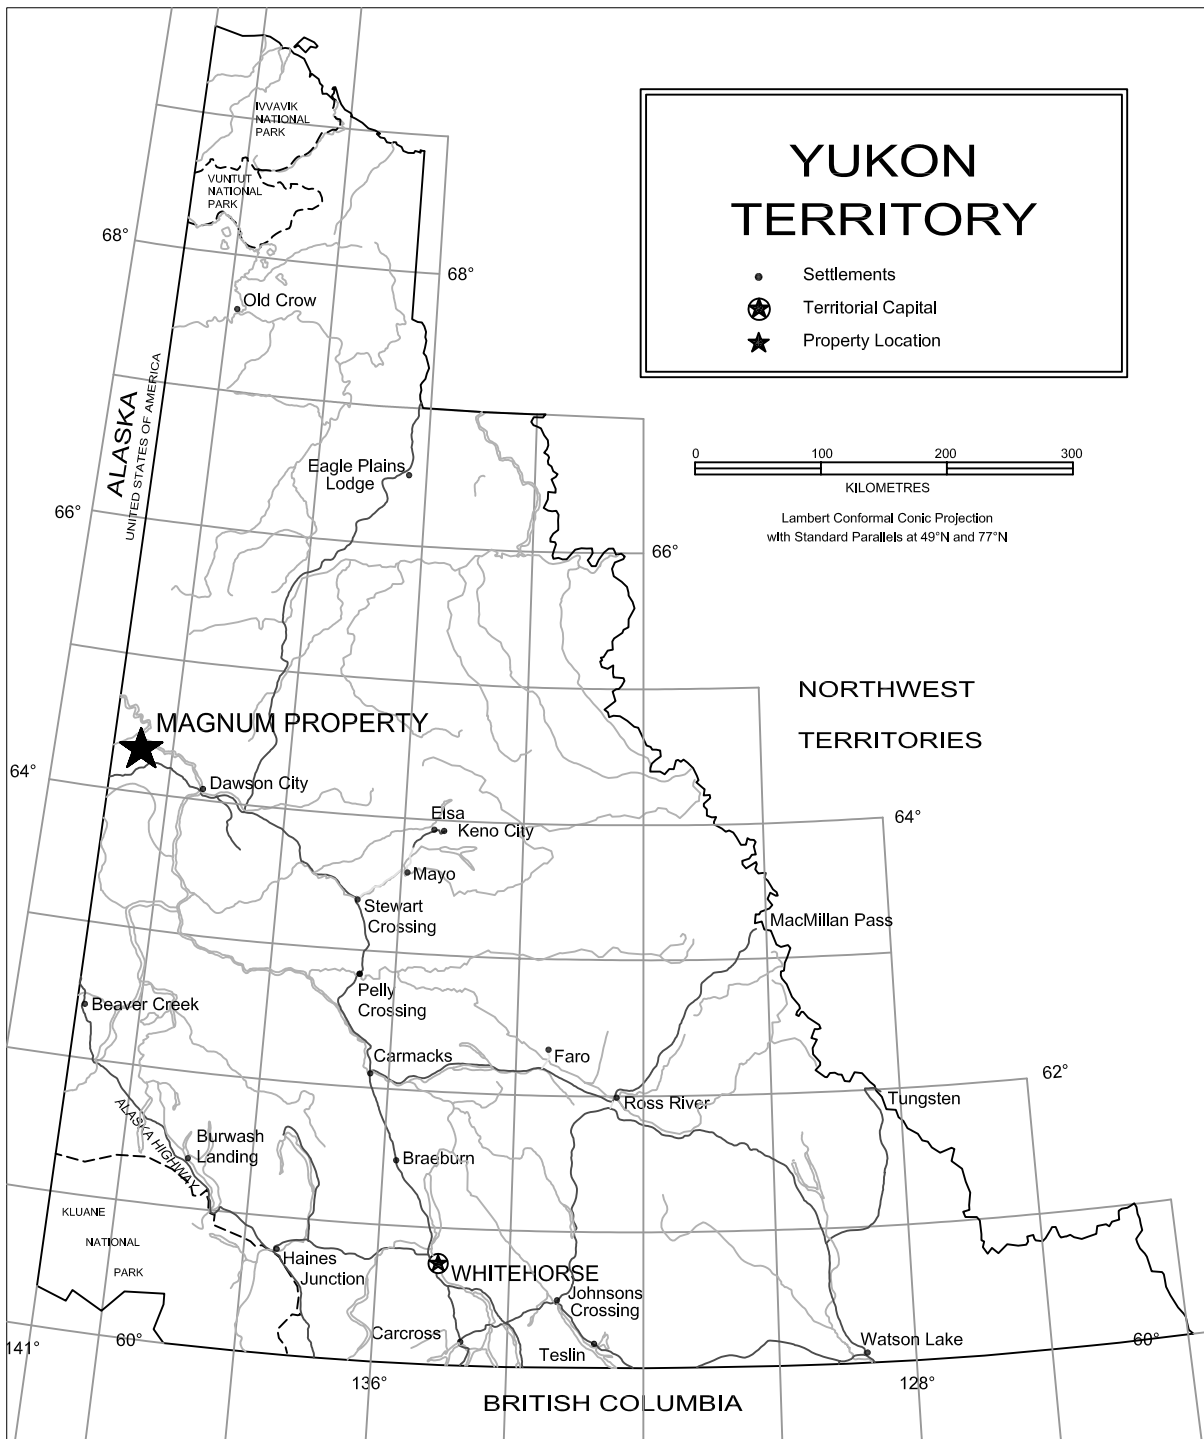 YUKON
TERRITORY
Settlements
Territorial Capital
Property Location
0 100 200 300
KILOMETRES
Lambert Conformal Conic Projection
with Standard Parallels at 49°N and 77°N
IVVAVIK
NATIONAL
PARK
VUNTUT
NATIONAL
PARK
68°
68°
Old Crow
ALASKA
UNITED STATES OF AMERICA
Eagle Plains
Lodge
66°
66°
NORTHWEST
TERRITORIES
MAGNUM PROPERTY
64°
Dawson City
64°
Elsa
Keno City
Mayo
Stewart
Crossing
MacMillan Pass
Pelly
Crossing
Beaver Creek
Carmacks
Faro
62°
Ross River
Tungsten
ALASKA HIGHWAY
Burwash
Landing
Braeburn
KLUANE
NATIONAL
PARK
Haines
Junction
WHITEHORSE
Johnsons
Crossing
Carcross
Teslin
Watson Lake
141°
60°
60°
136°
128°
BRITISH COLUMBIA